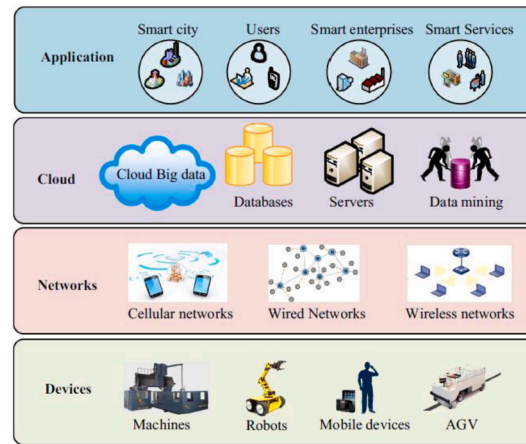 Smart city Users Smart enterprises Smart Services
Application
Cloud Big data
Cloud
Databases Servers Data mining
Networks
Cellular networks Wired Networks Wireless networks
Devices
Machines Robots Mobile devices AGV